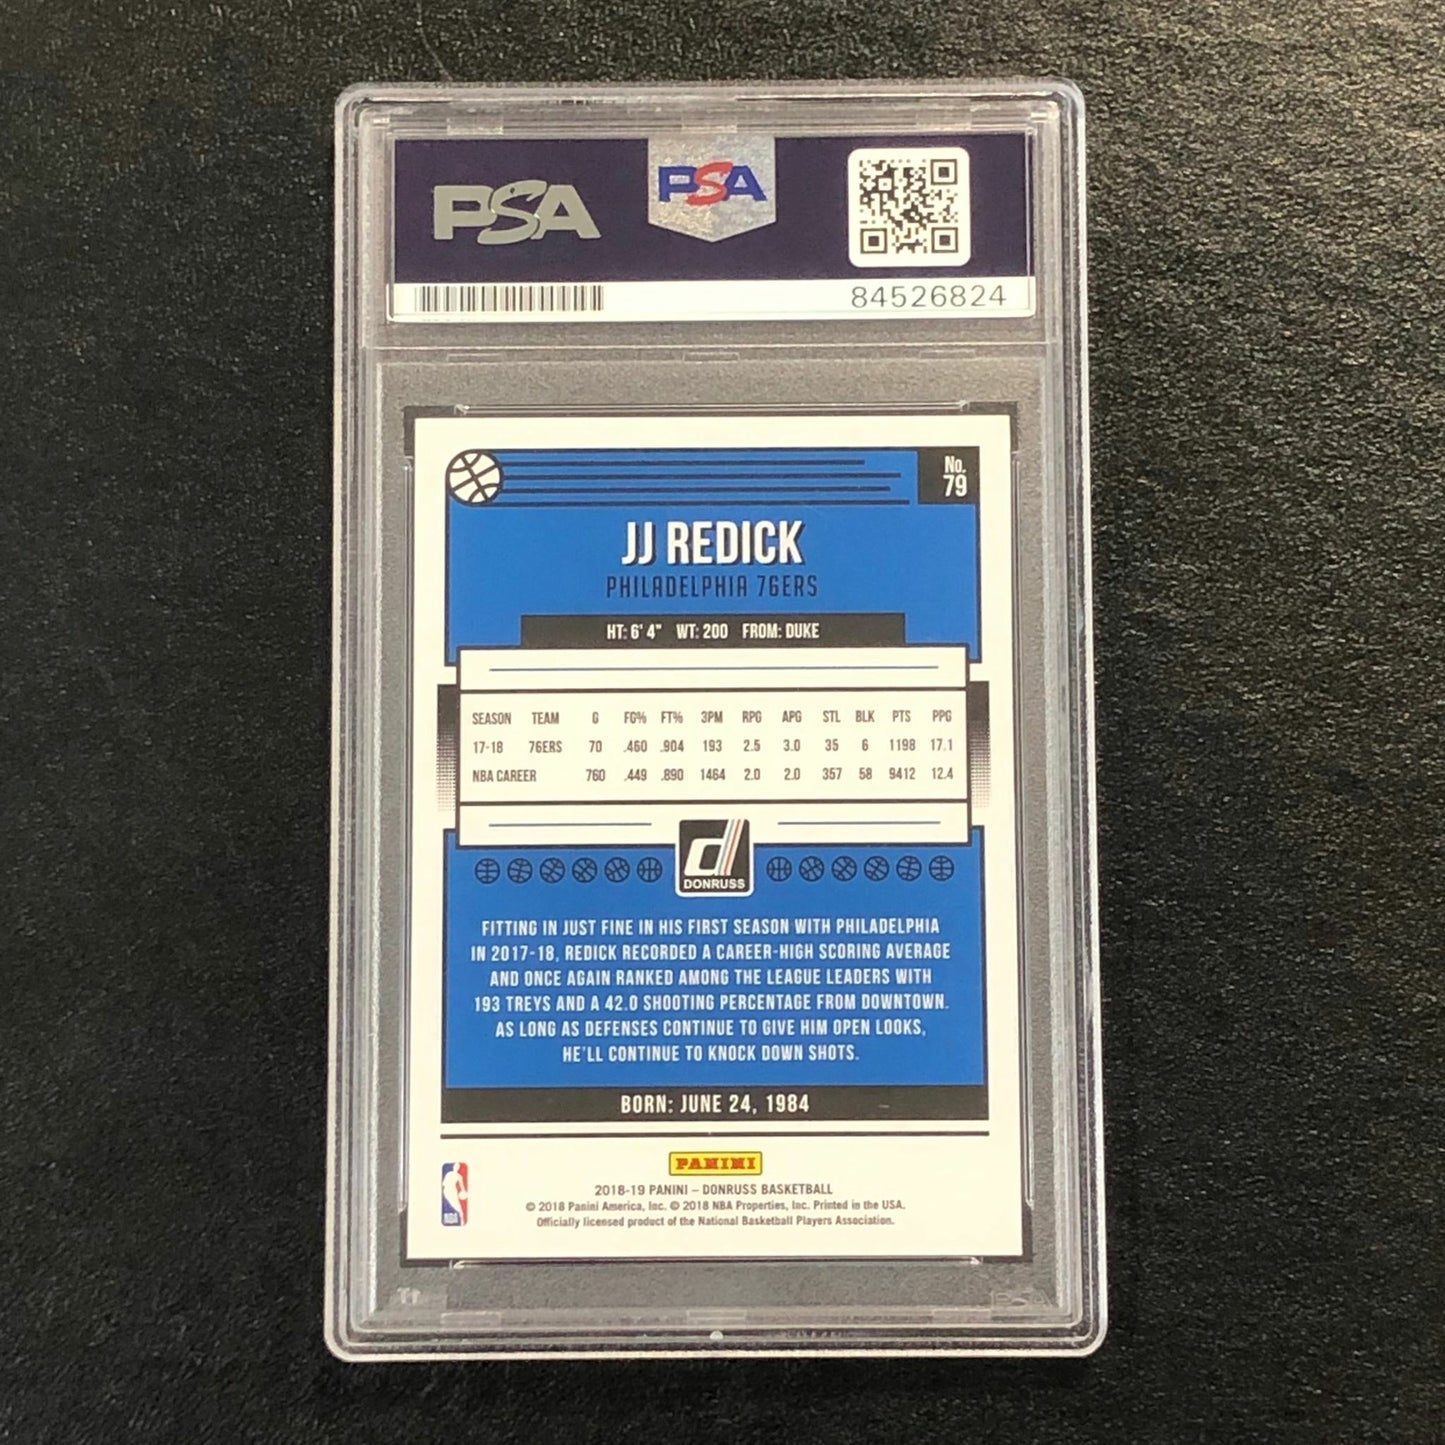 PSA
PSA
84526824
No.
79
JJ REDICK
PHILADELPHIA 76ERS
HT: 6' 4" WT: 200 FROM: DUKE
SEASON TEAM G FG% FT% 3PM RPG APG STL BLK PTS PPG
17-18 76ERS 70 .460 .904 193 2.5 3.0 35 6 1198 17.1
NBA CAREER 760 .449 .890 1464 2.0 2.0 357 58 9412 12.4
d
DONRUSS
FITTING IN JUST FINE IN HIS FIRST SEASON WITH PHILADELPHIA
IN 2017-18, REDICK RECORDED A CAREER-HIGH SCORING AVERAGE
AND ONCE AGAIN RANKED AMONG THE LEAGUE LEADERS WITH
193 TREYS AND A 42.0 SHOOTING PERCENTAGE FROM DOWNTOWN.
AS LONG AS DEFENSES CONTINUE TO GIVE HIM OPEN LOOKS,
HE'LL CONTINUE TO KNOCK DOWN SHOTS.
BORN: JUNE 24, 1984
PANINI
NBA
2018-19 PANINI – DONRUSS BASKETBALL
© 2018 Panini America, Inc. © 2018 NBA Properties, Inc. Printed in the USA.
Officially licensed product of the National Basketball Players Association.